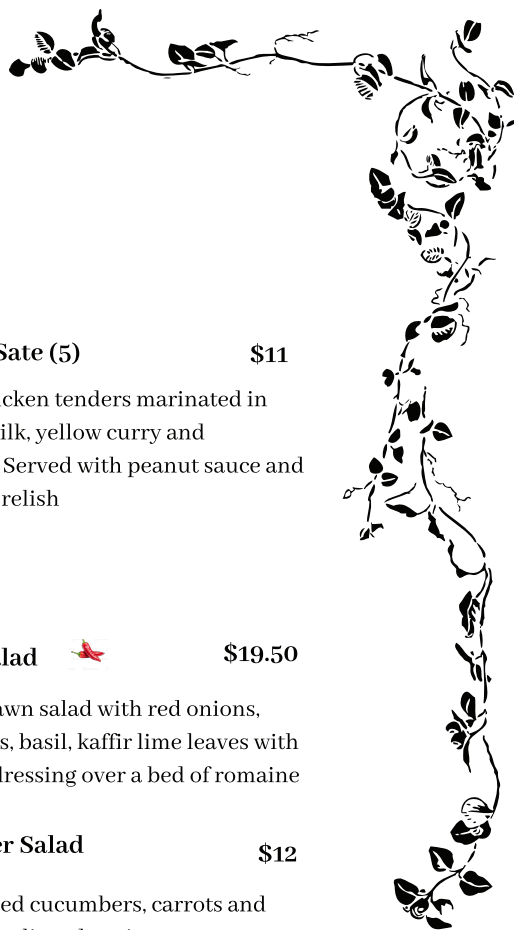 Sate (5) $11
cken tenders marinated in
ilk, yellow curry and
Served with peanut sauce and
relish
lad $19.50
awn salad with red onions,
s, basil, kaffir lime leaves with
dressing over a bed of romaine
er Salad $12
ed cucumbers, carrots and